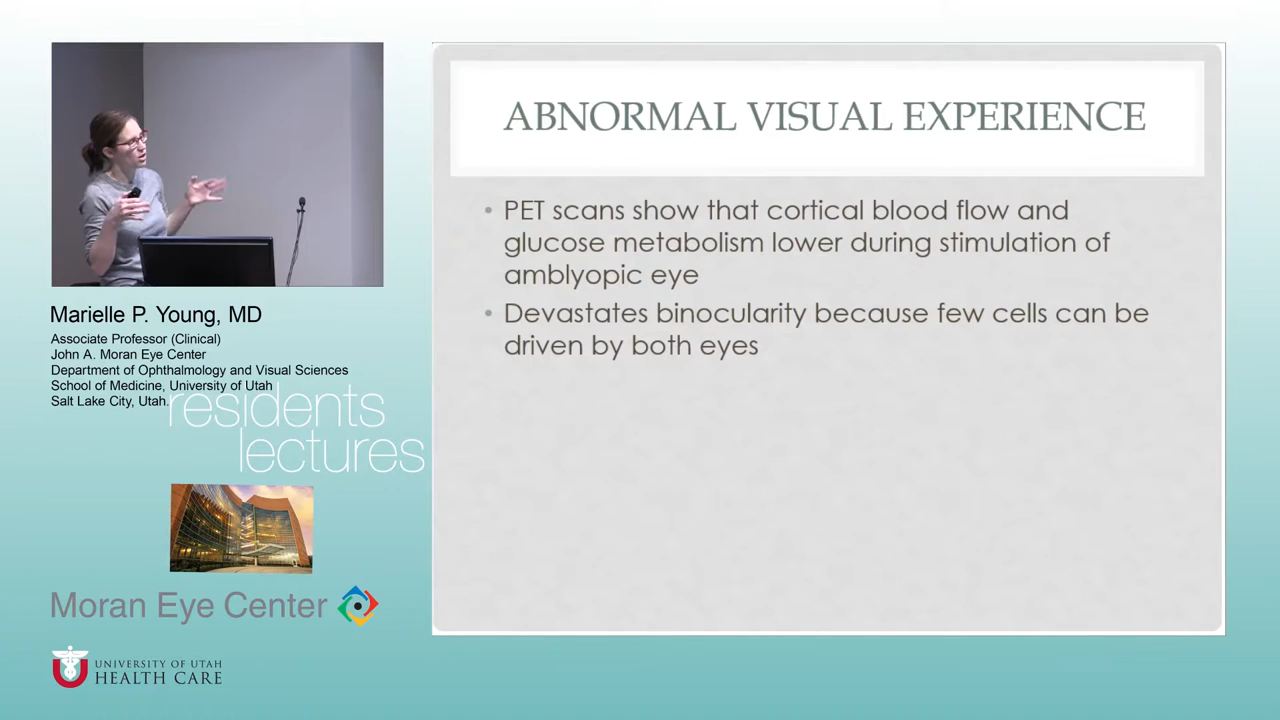 ABNORMAL VISUAL EXPERIENCE
• PET scans show that cortical blood flow and
glucose metabolism lower during stimulation of
amblyopic eye
• Devastates binocularity because few cells can be
driven by both eyes
Marielle P. Young, MD
Associate Professor (Clinical)
John A. Moran Eye Center
Department of Ophthalmology and Visual Sciences
School of Medicine, University of Utah
Salt Lake City, Utah.
residents
lectures
Moran Eye Center
U
UNIVERSITY OF UTAH
HEALTH CARE